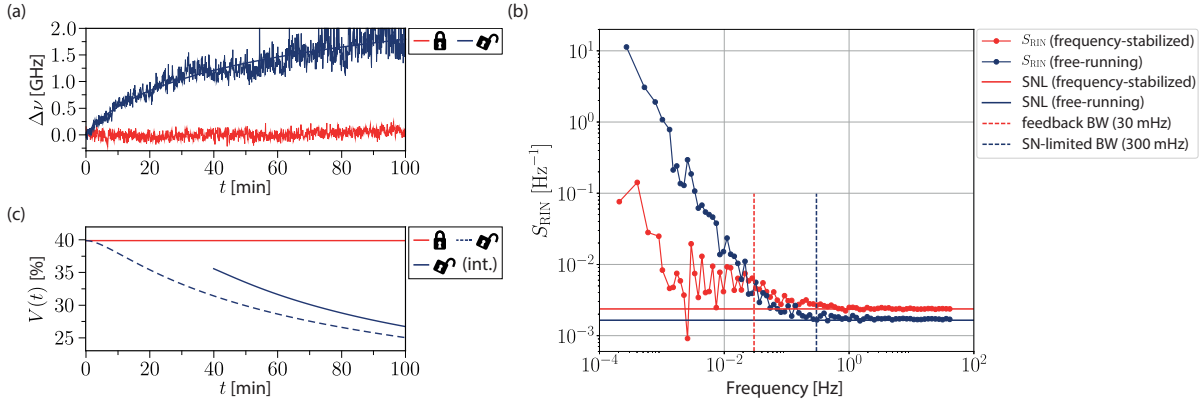 (a)
2.0
1.5
1.0
0.5
0.0
Δν [GHz]
0 20 40 60 80 100
t [min]
(c)
40
35
30
25
V(t) [%]
(int.)
0 20 40 60 80 100
t [min]
(b)
10¹
10⁰
10⁻¹
10⁻²
10⁻³
S_RIN [Hz⁻¹]
10⁻⁴ 10⁻² 10⁰ 10²
Frequency [Hz]
S_RIN (frequency-stabilized)
S_RIN (free-running)
SNL (frequency-stabilized)
SNL (free-running)
feedback BW (30 mHz)
SN-limited BW (300 mHz)